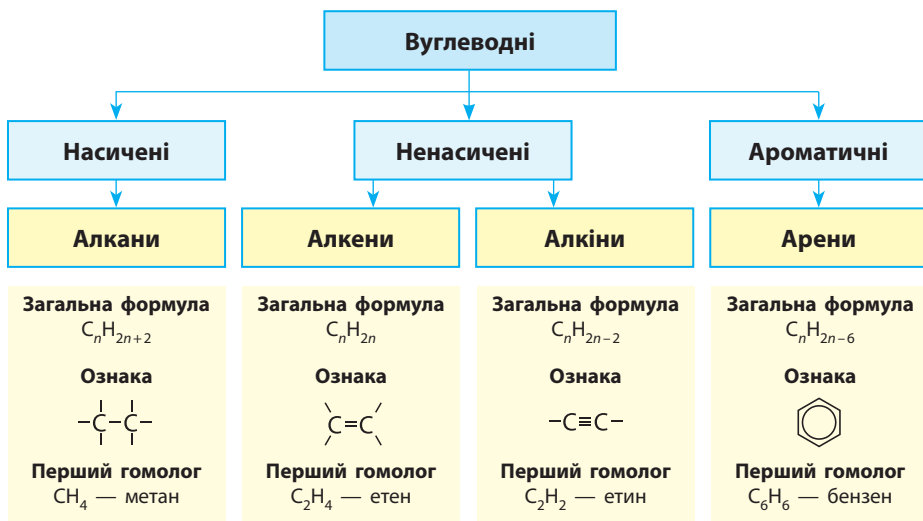 Вуглеводні
Насичені
Ненасичені
Ароматичні
Алкани
Алкени
Алкіни
Арени
Загальна формула
CₙH₂ₙ₊₂
Ознака
–C–C–
Перший гомолог
CH₄ — метан
Загальна формула
CₙH₂ₙ
Ознака
C=C
Перший гомолог
C₂H₄ — етен
Загальна формула
CₙH₂ₙ₋₂
Ознака
–C≡C–
Перший гомолог
C₂H₂ — етин
Загальна формула
CₙH₂ₙ₋₆
Ознака
Перший гомолог
C₆H₆ — бензен